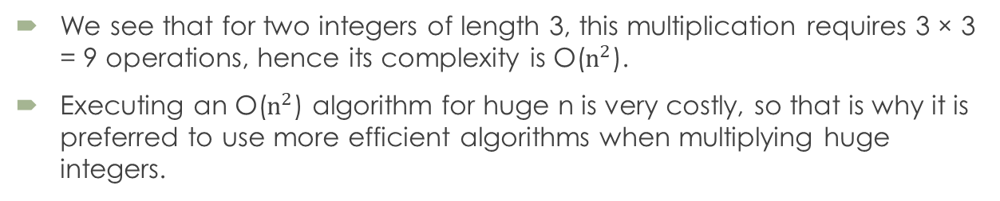 We see that for two integers of length 3, this multiplication requires 3 × 3
= 9 operations, hence its complexity is O(n²).
Executing an O(n²) algorithm for huge n is very costly, so that is why it is
preferred to use more efficient algorithms when multiplying huge
integers.